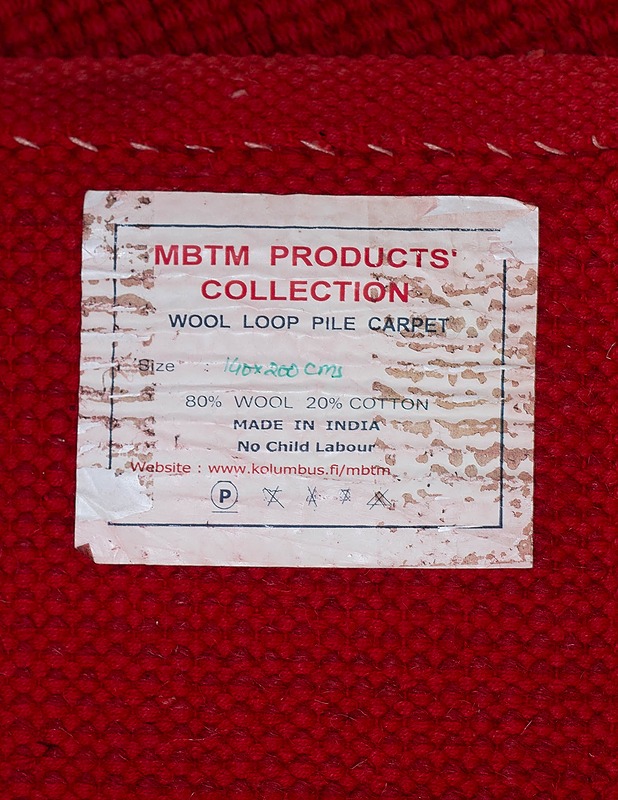 MBTM PRODUCTS'
COLLECTION
WOOL LOOP PILE CARPET
Size : 140x200 cms
80% WOOL 20% COTTON
MADE IN INDIA
No Child Labour
Website : www.kolumbus.fi/mbtm
P